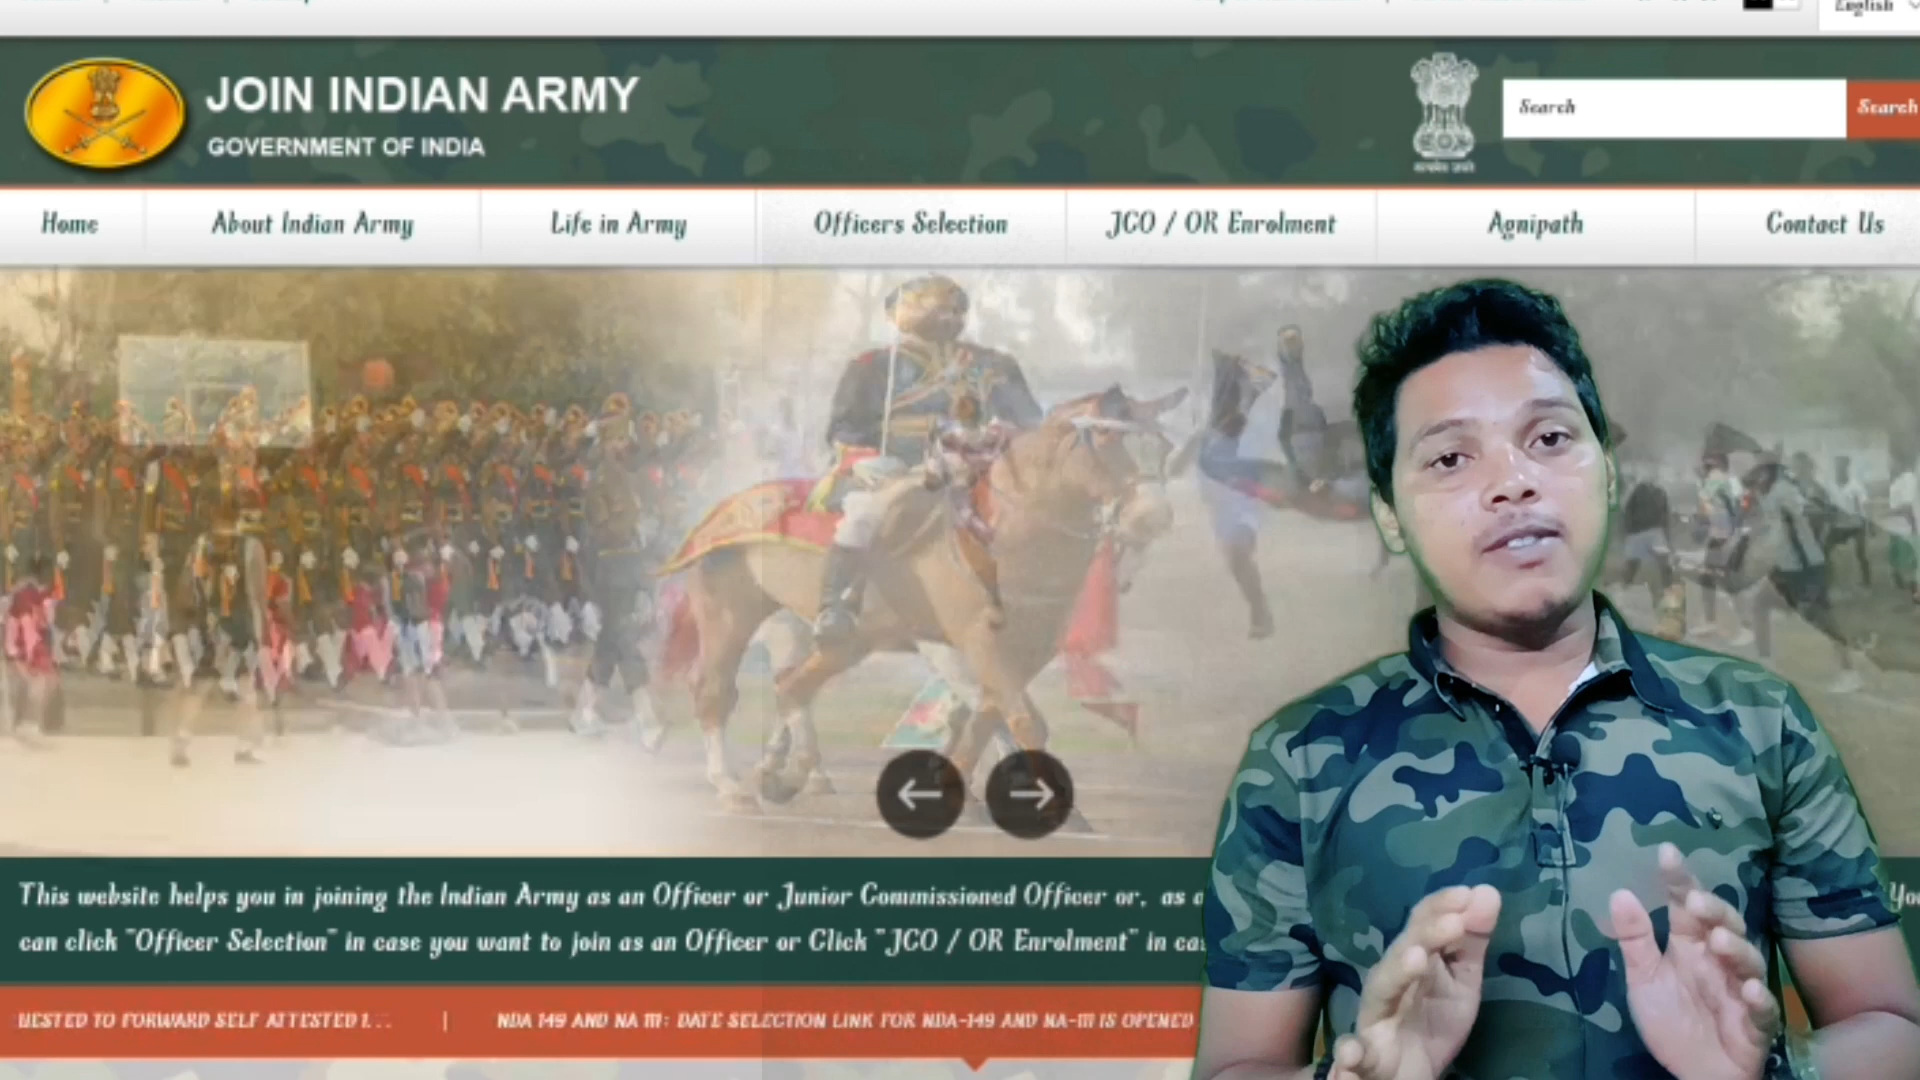 English
JOIN INDIAN ARMY
GOVERNMENT OF INDIA
Search
Search
Home
About Indian Army
Life in Army
Officers Selection
JCO / OR Enrolment
Agnipath
Contact Us
This website helps you in joining the Indian Army as an Officer or Junior Commissioned Officer or, as
can click "Officer Selection" in case you want to join as an Officer or Click "JCO / OR Enrolment" in
UESTED TO FORWARD SELF ATTESTED
| NDA 149 AND NA 111: DATE SELECTION LINK FOR NDA-149 AND NA-111 IS OPENED